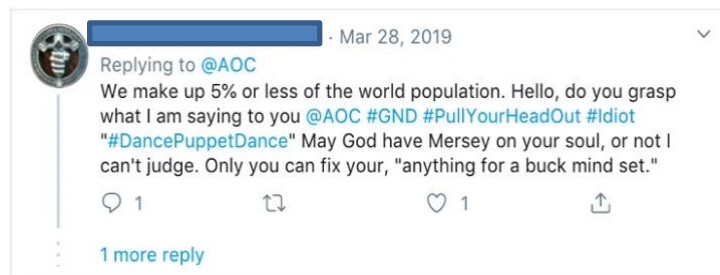 · Mar 28, 2019
Replying to @AOC
We make up 5% or less of the world population. Hello, do you grasp
what I am saying to you @AOC #GND #PullYourHeadOut #Idiot
"#DancePuppetDance" May God have Mersey on your soul, or not I
can't judge. Only you can fix your, "anything for a buck mind set."
1 1
1 more reply